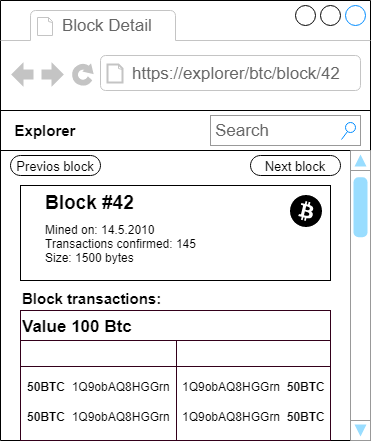 Block Detail
https://explorer/btc/block/42
Explorer
Search
Previos block
Next block
Block #42
Mined on: 14.5.2010
Transactions confirmed: 145
Size: 1500 bytes
Block transactions:
Value 100 Btc
50BTC 1Q9obAQ8HGGrn 1Q9obAQ8HGGrn 50BTC
50BTC 1Q9obAQ8HGGrn 1Q9obAQ8HGGrn 50BTC